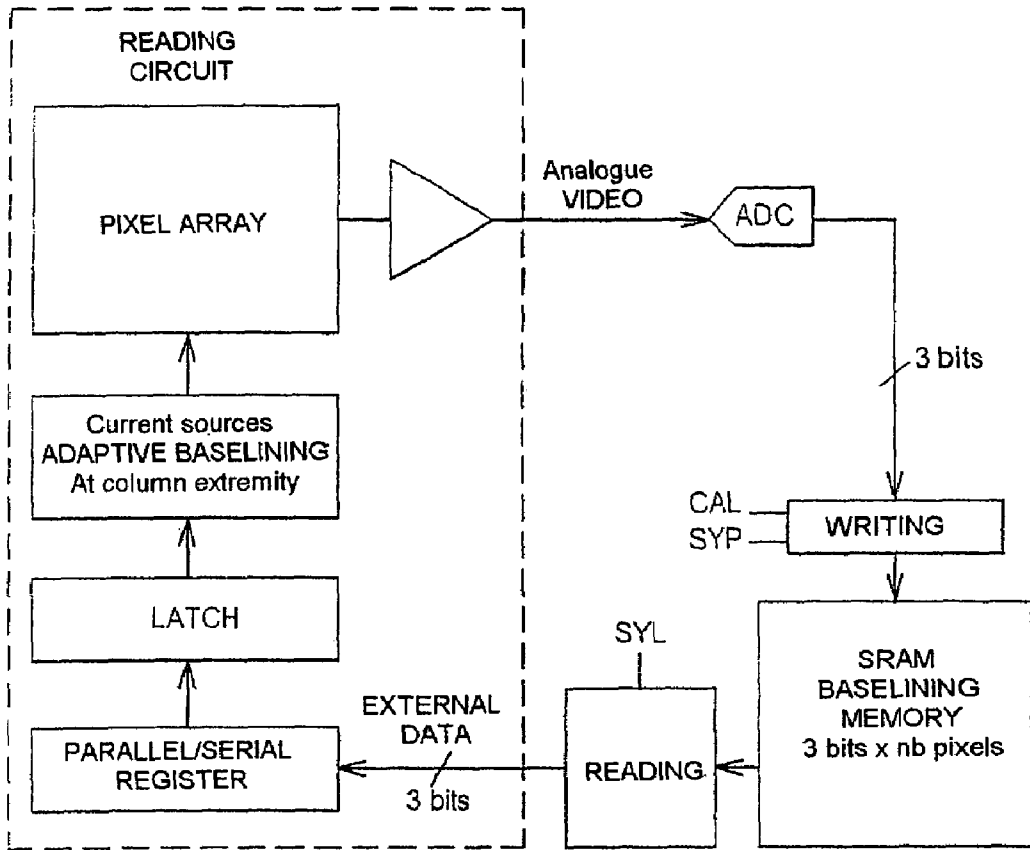 READING
CIRCUIT
PIXEL ARRAY
Analogue
VIDEO
ADC
3 bits
Current sources
ADAPTIVE BASELINING
At column extremity
CAL
SYP
WRITING
LATCH
SYL
SRAM
BASELINING
MEMORY
3 bits x nb pixels
EXTERNAL
DATA
3 bits
READING
PARALLEL/SERIAL
REGISTER